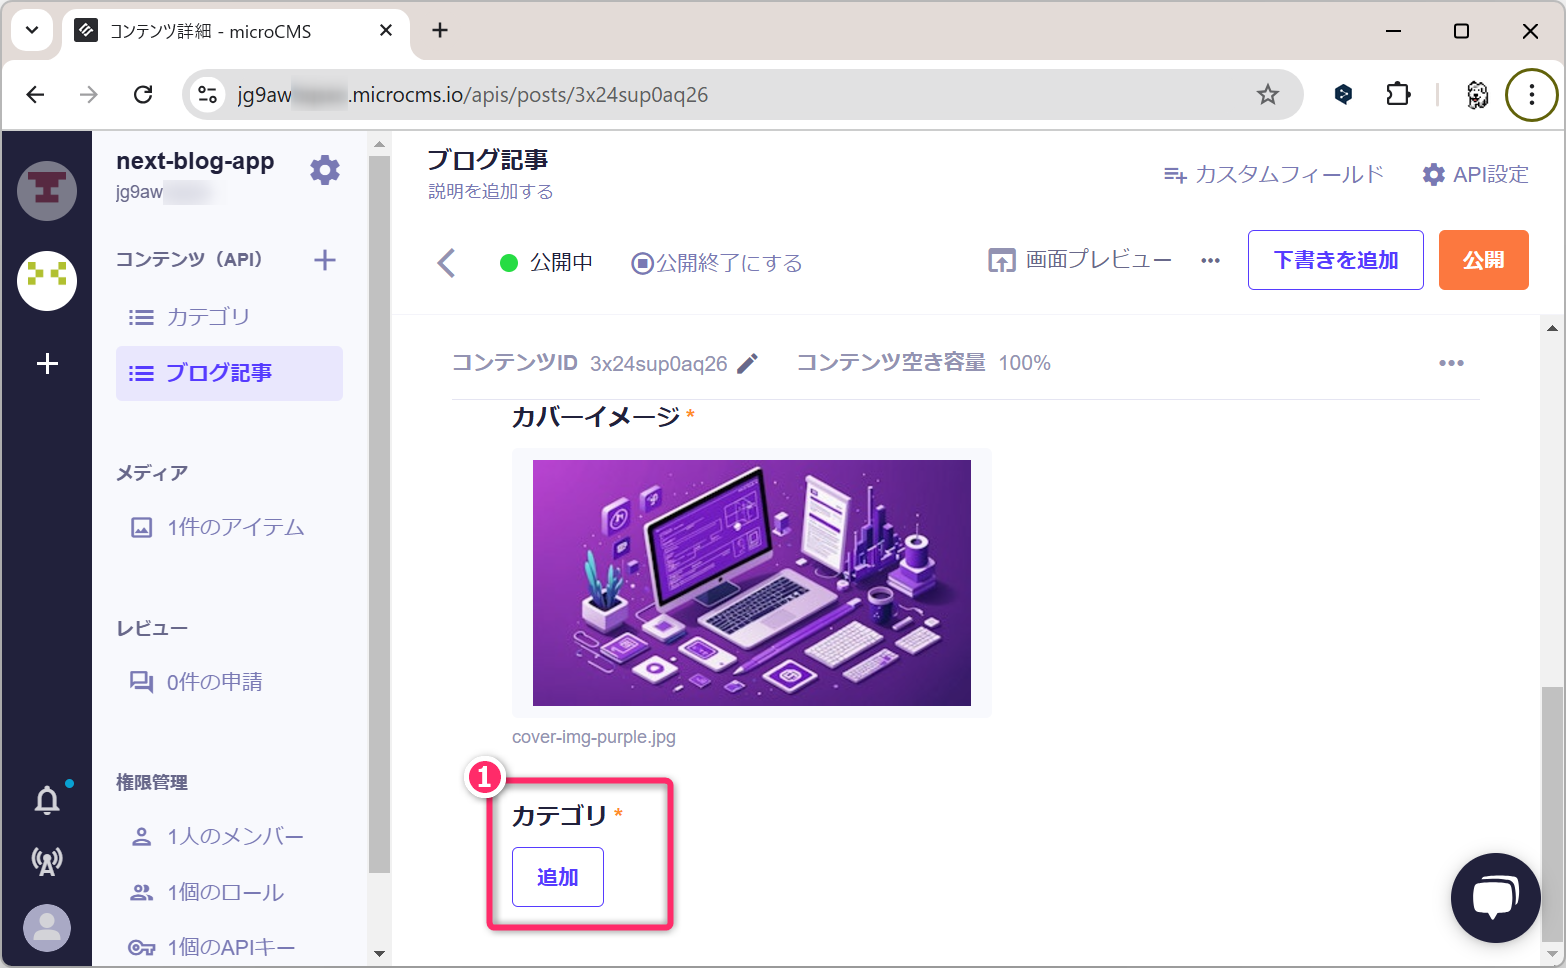 コンテンツ詳細 - microCMS
jg9aw .microcms.io/apis/posts/3x24sup0aq26
next-blog-app
jg9aw
コンテンツ（API）
カテゴリ
ブログ記事
メディア
1件のアイテム
レビュー
0件の申請
権限管理
1人のメンバー
1個のロール
1個のAPIキー
ブログ記事
説明を追加する
カスタムフィールド
API設定
公開中
公開終了にする
画面プレビュー
下書きを追加
公開
コンテンツID 3x24sup0aq26
コンテンツ空き容量 100%
カバーイメージ *
cover-img-purple.jpg
1
カテゴリ *
追加